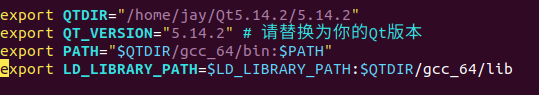 export QTDIR="/home/jay/Qt5.14.2/5.14.2"
export QT_VERSION="5.14.2" # 请替换为你的Qt版本
export PATH="$QTDIR/gcc_64/bin:$PATH"
export LD_LIBRARY_PATH=$LD_LIBRARY_PATH:$QTDIR/gcc_64/lib